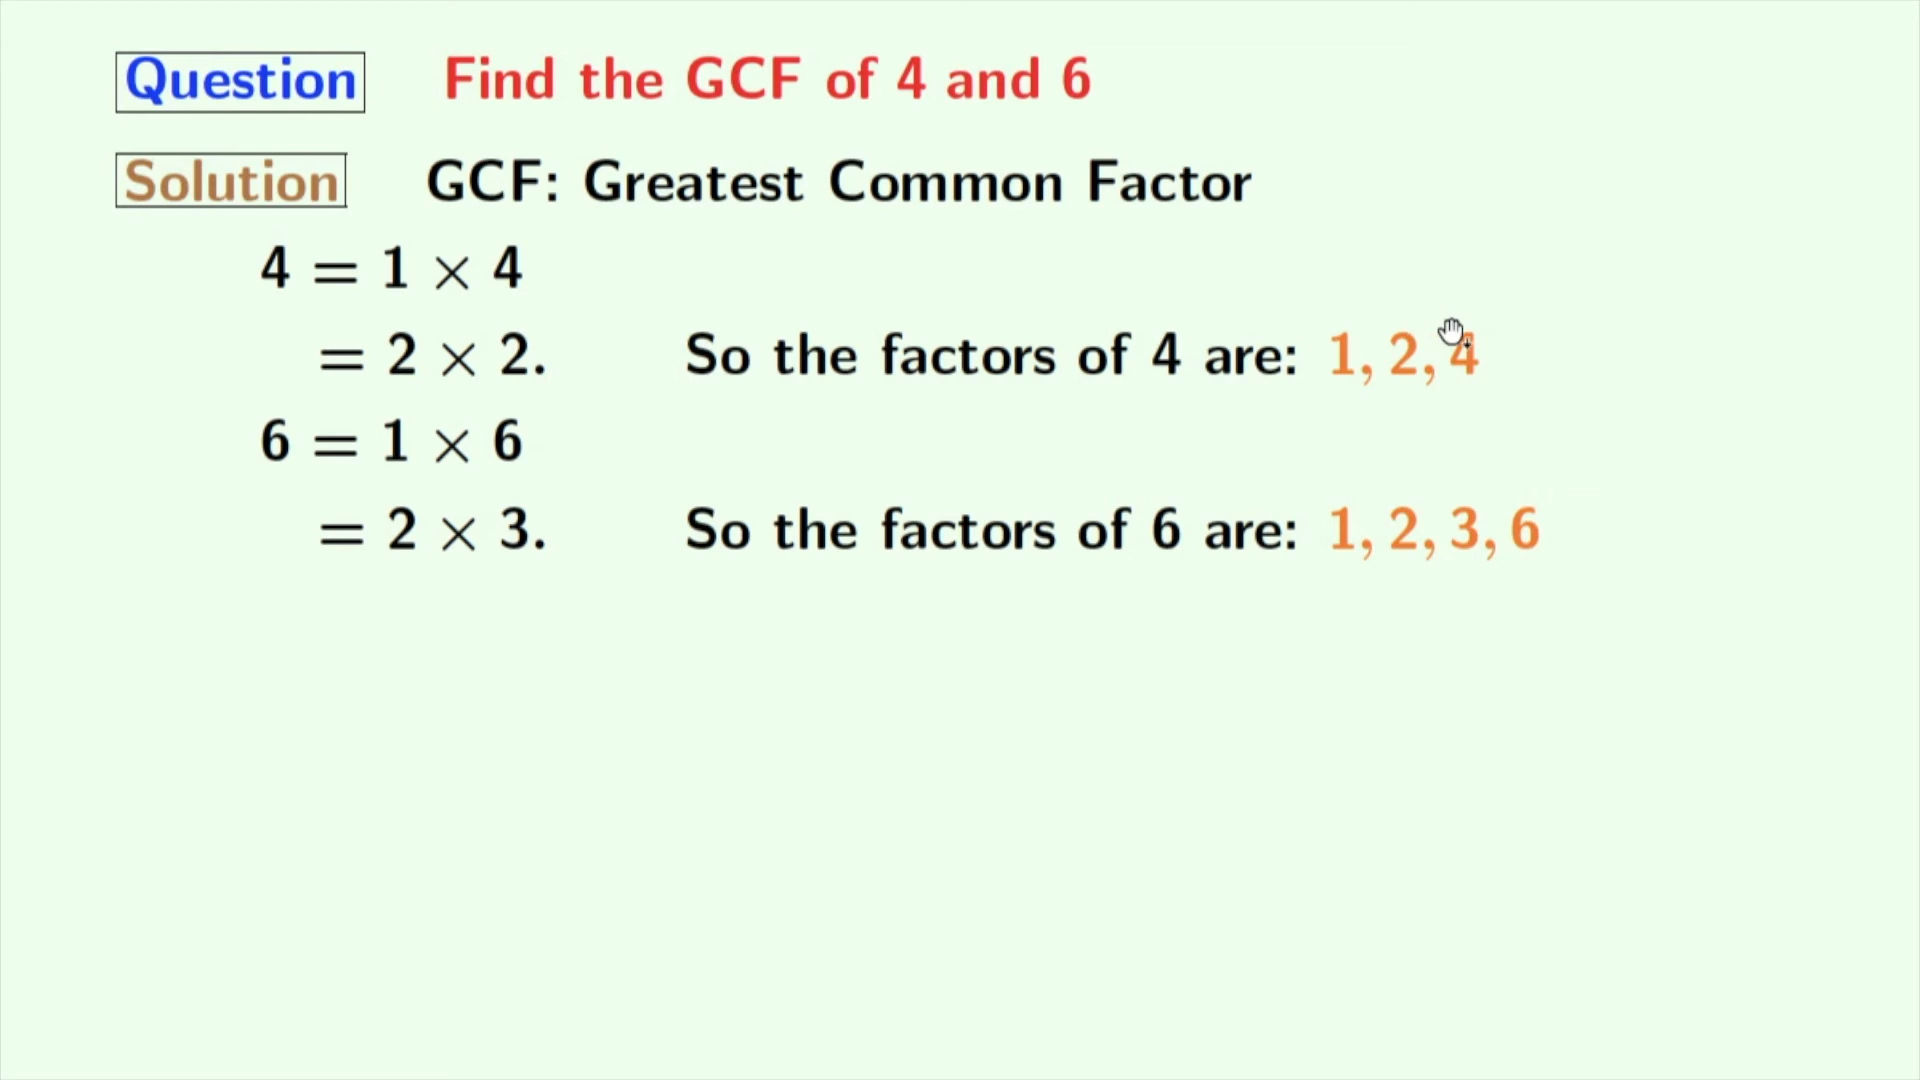 Question Find the GCF of 4 and 6
Solution GCF: Greatest Common Factor
4 = 1 × 4
= 2 × 2. So the factors of 4 are: 1, 2, 4
6 = 1 × 6
= 2 × 3. So the factors of 6 are: 1, 2, 3, 6